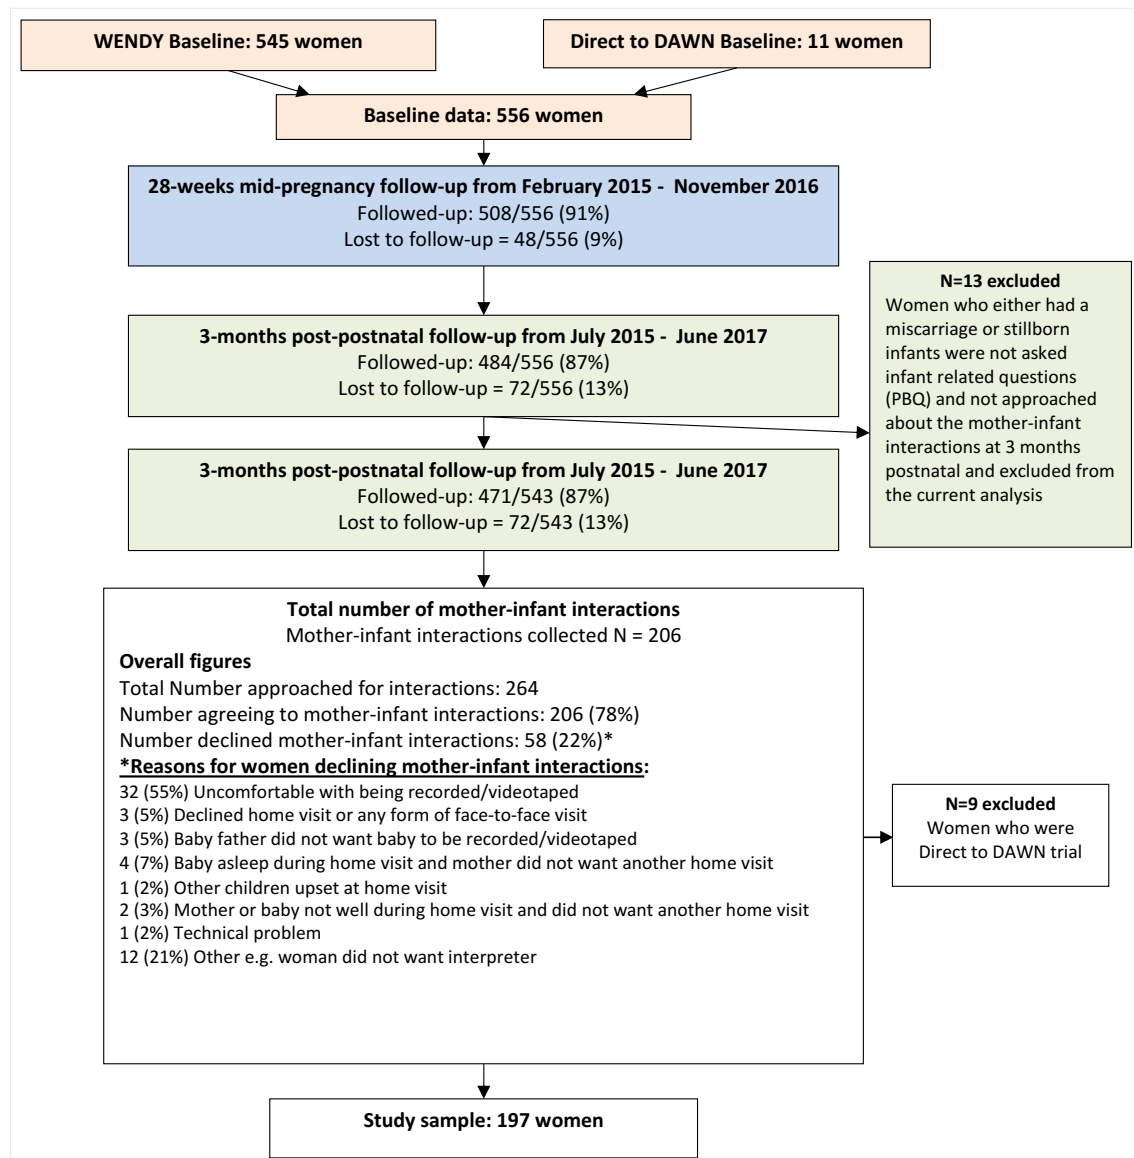 WENDY Baseline: 545 women
Direct to DAWN Baseline: 11 women
Baseline data: 556 women
28-weeks mid-pregnancy follow-up from February 2015 - November 2016
Followed-up: 508/556 (91%)
Lost to follow-up = 48/556 (9%)
3-months post-postnatal follow-up from July 2015 - June 2017
Followed-up: 484/556 (87%)
Lost to follow-up = 72/556 (13%)
N=13 excluded
Women who either had a
miscarriage or stillborn
infants were not asked
infant related questions
(PBQ) and not approached
about the mother-infant
interactions at 3 months
postnatal and excluded from
the current analysis
3-months post-postnatal follow-up from July 2015 - June 2017
Followed-up: 471/543 (87%)
Lost to follow-up = 72/543 (13%)
Total number of mother-infant interactions
Mother-infant interactions collected N = 206
Overall figures
Total Number approached for interactions: 264
Number agreeing to mother-infant interactions: 206 (78%)
Number declined mother-infant interactions: 58 (22%)*
*Reasons for women declining mother-infant interactions:
32 (55%) Uncomfortable with being recorded/videotaped
3 (5%) Declined home visit or any form of face-to-face visit
3 (5%) Baby father did not want baby to be recorded/videotaped
4 (7%) Baby asleep during home visit and mother did not want another home visit
1 (2%) Other children upset at home visit
2 (3%) Mother or baby not well during home visit and did not want another home visit
1 (2%) Technical problem
12 (21%) Other e.g. woman did not want interpreter
N=9 excluded
Women who were
Direct to DAWN trial
Study sample: 197 women